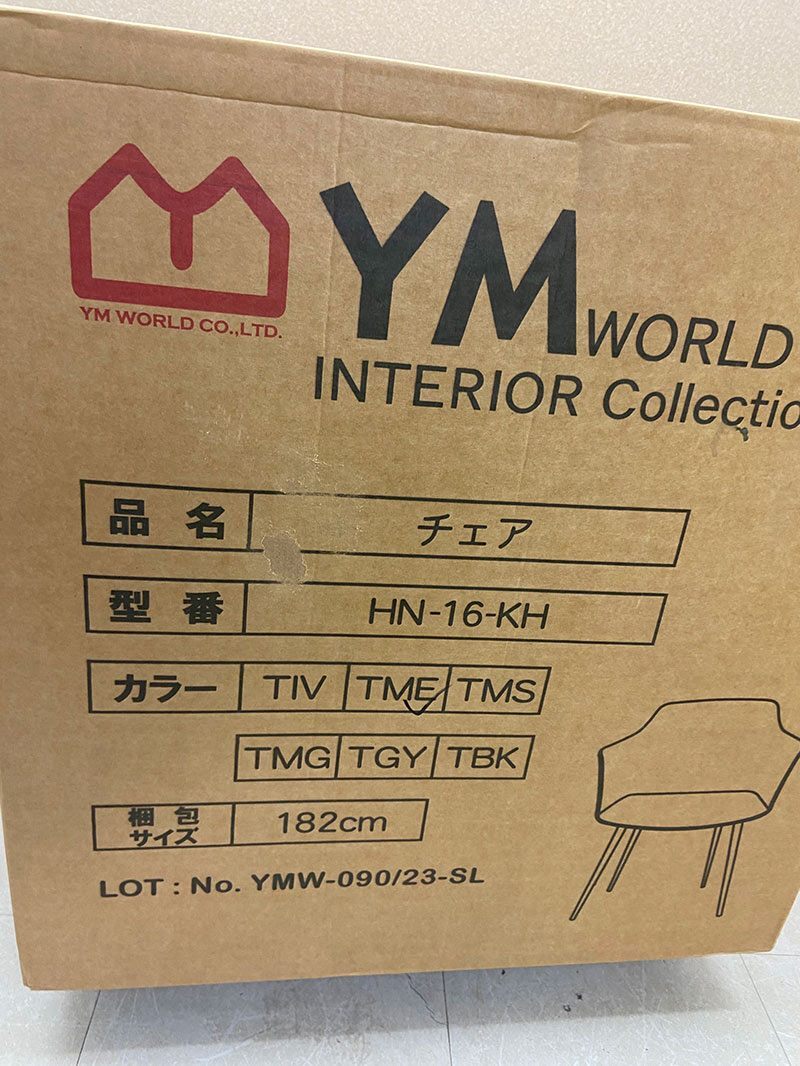 YM WORLD CO.,LTD.
YM WORLD
INTERIOR Collectio
品名 チェア
型番 HN-16-KH
カラー TIV TME TMS
TMG TGY TBK
梱包サイズ 182cm
LOT : No. YMW-090/23-SL